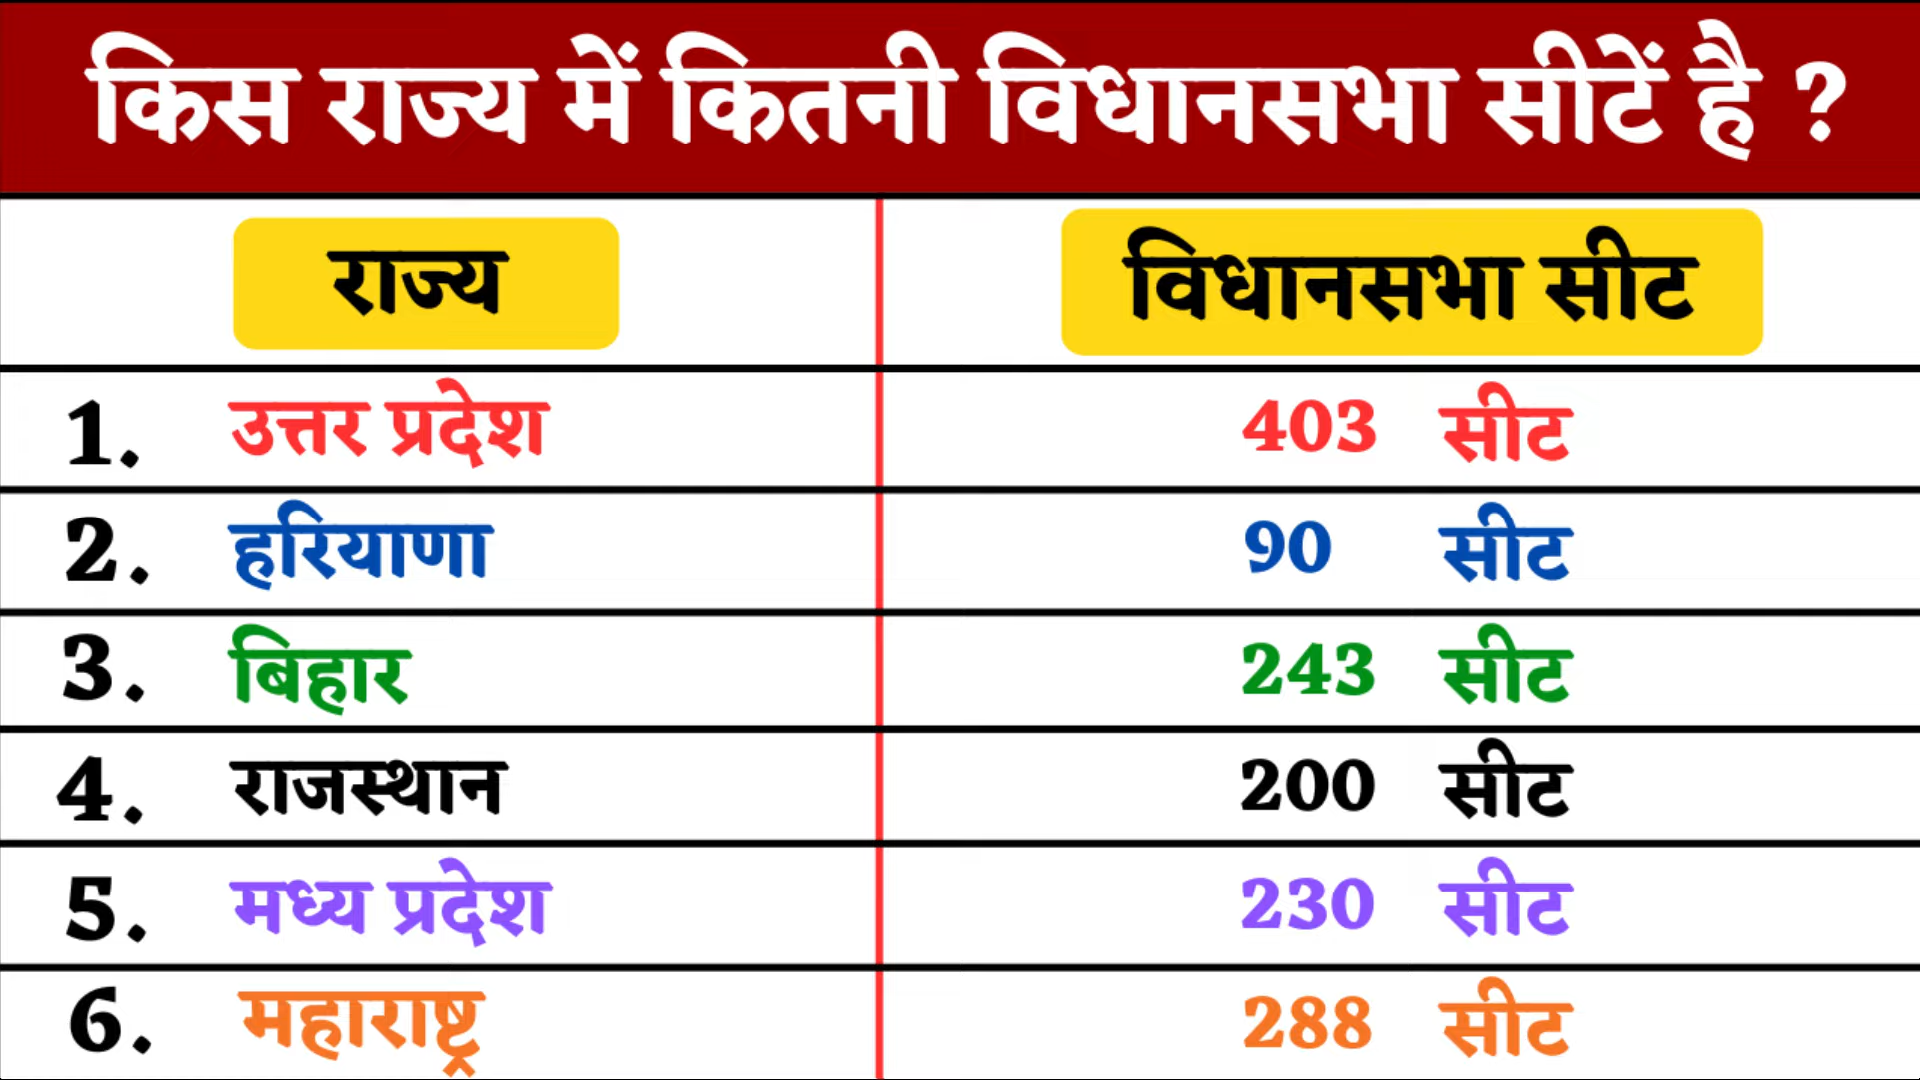 किस राज्य में कितनी विधानसभा सीटें है ?
राज्य विधानसभा सीट
1. उत्तर प्रदेश 403 सीट
2. हरियाणा 90 सीट
3. बिहार 243 सीट
4. राजस्थान 200 सीट
5. मध्य प्रदेश 230 सीट
6. महाराष्ट्र 288 सीट